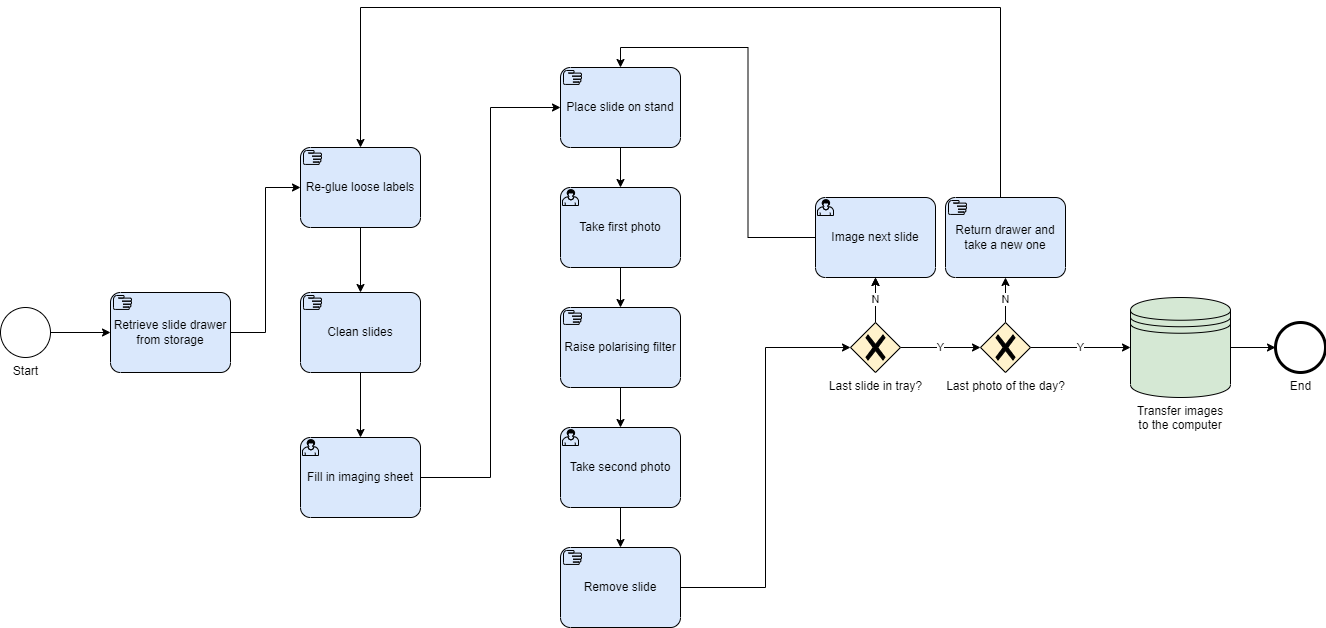 Start
Retrieve slide drawer
from storage
Re-glue loose labels
Clean slides
Fill in imaging sheet
Place slide on stand
Take first photo
Raise polarising filter
Take second photo
Remove slide
Image next slide
N
Last slide in tray?
Y
Return drawer and
take a new one
N
Last photo of the day?
Y
Transfer images
to the computer
End